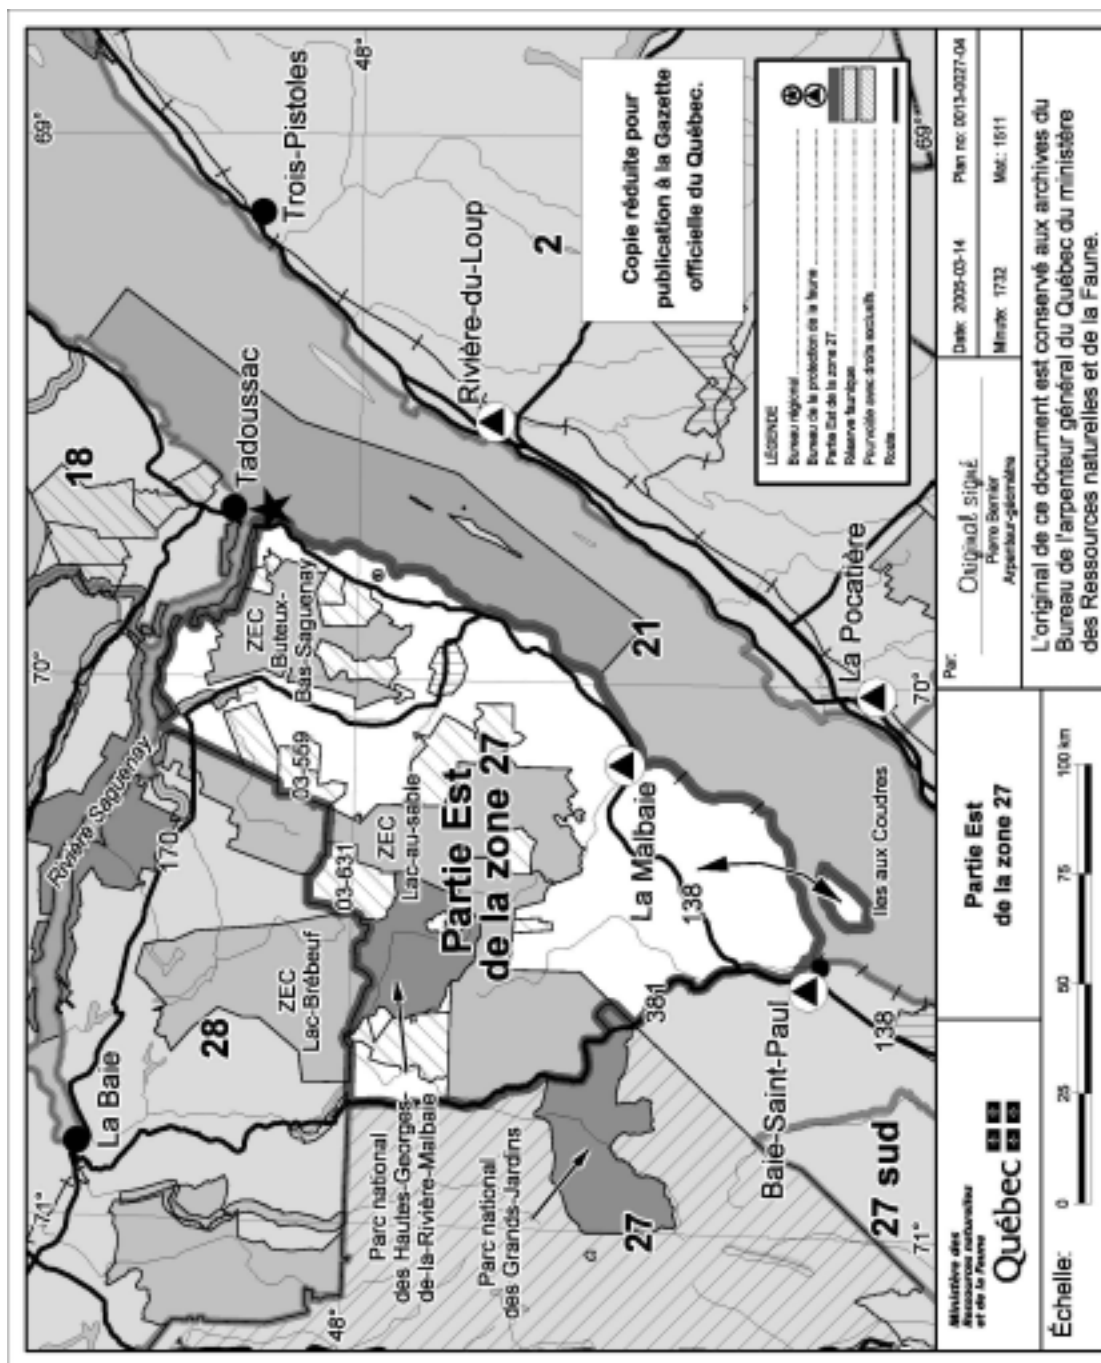 69°
48°
Trois-Pistoles
Rivière-du-Loup
2
Tadoussac
18
Copie réduite pour
publication à la Gazette
officielle du Québec.
LÉGENDE
Bureau régional
Bureau de la protection de la faune
Partie Est de la zone 27
Réserve faunique
Pourvoirie avec droits exclusifs
Route
69°
70°
ZEC
Buteux-
Bas-Saguenay
21
La Pocatière
70°
Rivière Saguenay
170
03-559
03-631
ZEC
Lac-au-sable
Partie Est
de la zone 27
La Malbaie
138
Iles aux Coudres
ZEC
Lac-Brébeuf
28
La Baie
381
Baie-Saint-Paul
138
Parc national
des Hautes-Gorges-
de-la-Rivière-Malbaie
Parc national
des Grands-Jardins
27
27 sud
71°
48°
71°
Ministère des
Ressources naturelles
et de la Faune
Québec
Partie Est
de la zone 27
Échelle:
0 25 50 75 100 km
Par:
Original signé
Pierre Bernier
Arpenteur-géomètre
Date: 2005-03-14
Plan no: 0013-0027-04
Minute: 1732
Mat.: 1511
L'original de ce document est conservé aux archives du
Bureau de l'arpenteur général du Québec du ministère
des Ressources naturelles et de la Faune.